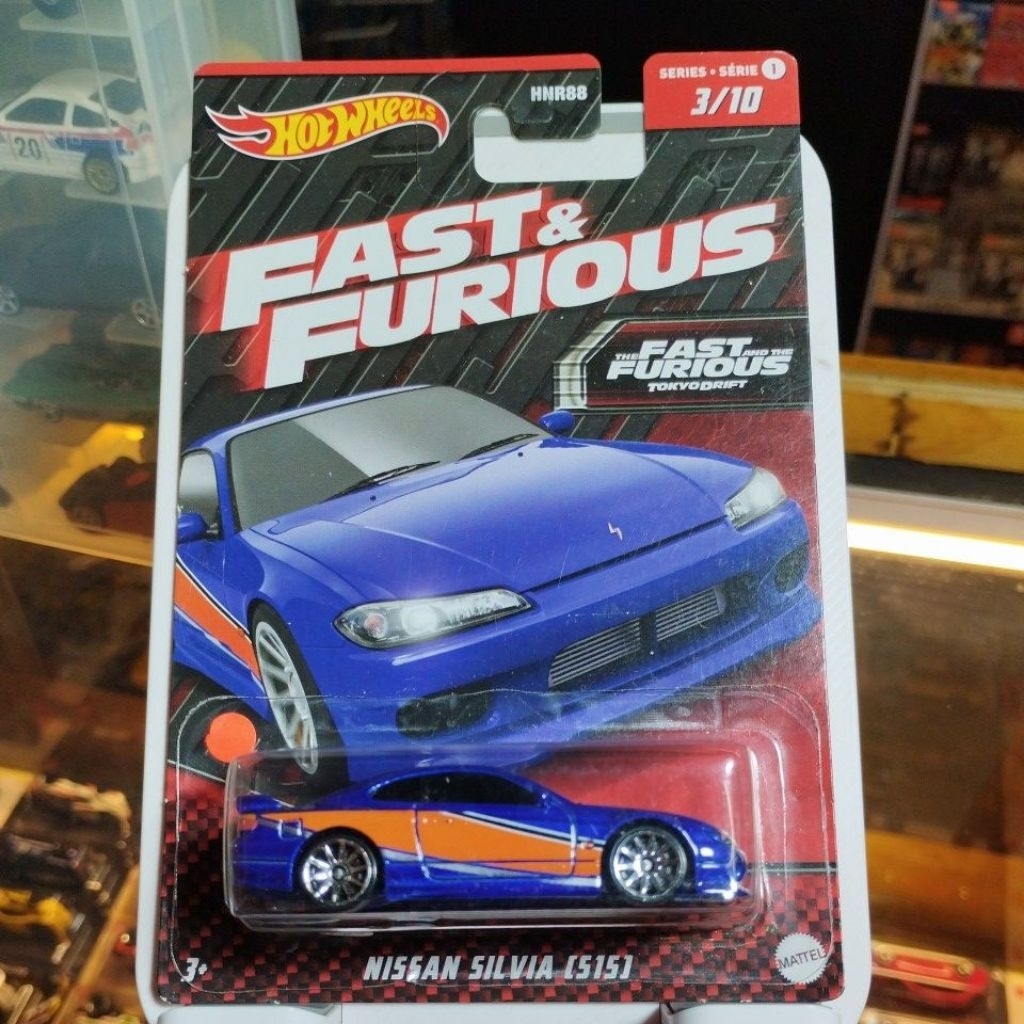 HOT WHEELS
HNR88
SERIES • SÉRIE 1
3/10
FAST &
FURIOUS
THE FAST AND THE
FURIOUS
TOKYO DRIFT
20
3+
NISSAN SILVIA (S15)
MATTEL